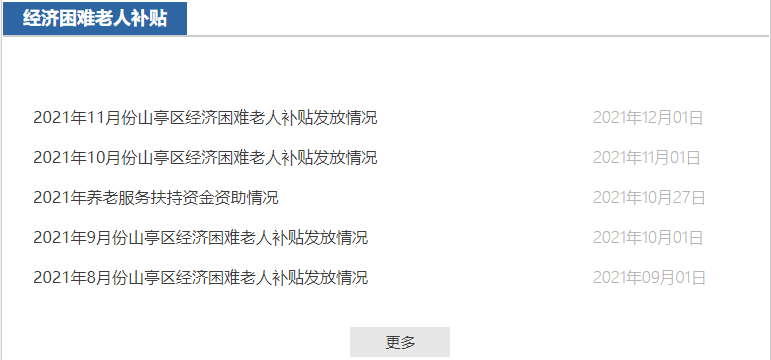 经济困难老人补贴
2021年11月份山亭区经济困难老人补贴发放情况 2021年12月01日
2021年10月份山亭区经济困难老人补贴发放情况 2021年11月01日
2021年养老服务扶持资金资助情况 2021年10月27日
2021年9月份山亭区经济困难老人补贴发放情况 2021年10月01日
2021年8月份山亭区经济困难老人补贴发放情况 2021年09月01日
更多